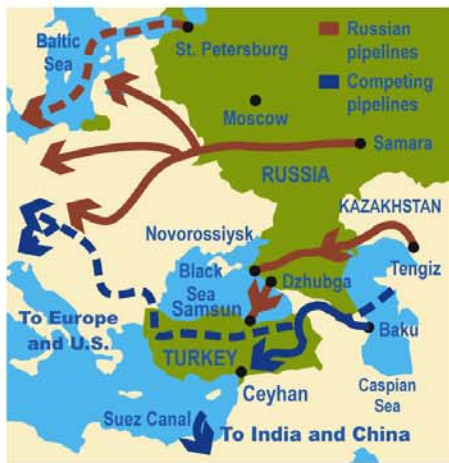 Baltic
Sea
St. Petersburg
Russian
pipelines
Competing
pipelines
Moscow
Samara
RUSSIA
KAZAKHSTAN
Novorossiysk
Tengiz
Black
Sea
Dzhubga
Samsun
To Europe
and U.S.
TURKEY
Baku
Ceyhan
Caspian
Sea
Suez Canal
To India and China